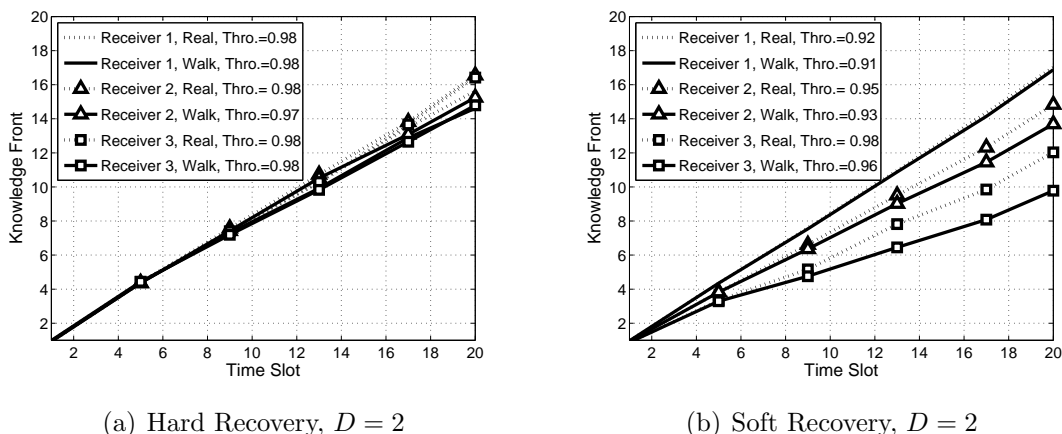 20
18
16
14
12
10
8
6
4
2
Knowledge Front
Receiver 1, Real, Thro.=0.98
Receiver 1, Walk, Thro.=0.98
Receiver 2, Real, Thro.= 0.98
Receiver 2, Walk, Thro.=0.97
Receiver 3, Real, Thro.= 0.98
Receiver 3, Walk, Thro.=0.98
2 4 6 8 10 12 14 16 18 20
Time Slot
(a) Hard Recovery, D = 2
20
18
16
14
12
10
8
6
4
2
Knowledge Front
Receiver 1, Real, Thro.=0.92
Receiver 1, Walk, Thro.=0.91
Receiver 2, Real, Thro.=0.95
Receiver 2, Walk, Thro.=0.93
Receiver 3, Real, Thro.=0.98
Receiver 3, Walk, Thro.=0.96
2 4 6 8 10 12 14 16 18 20
Time Slot
(b) Soft Recovery, D = 2